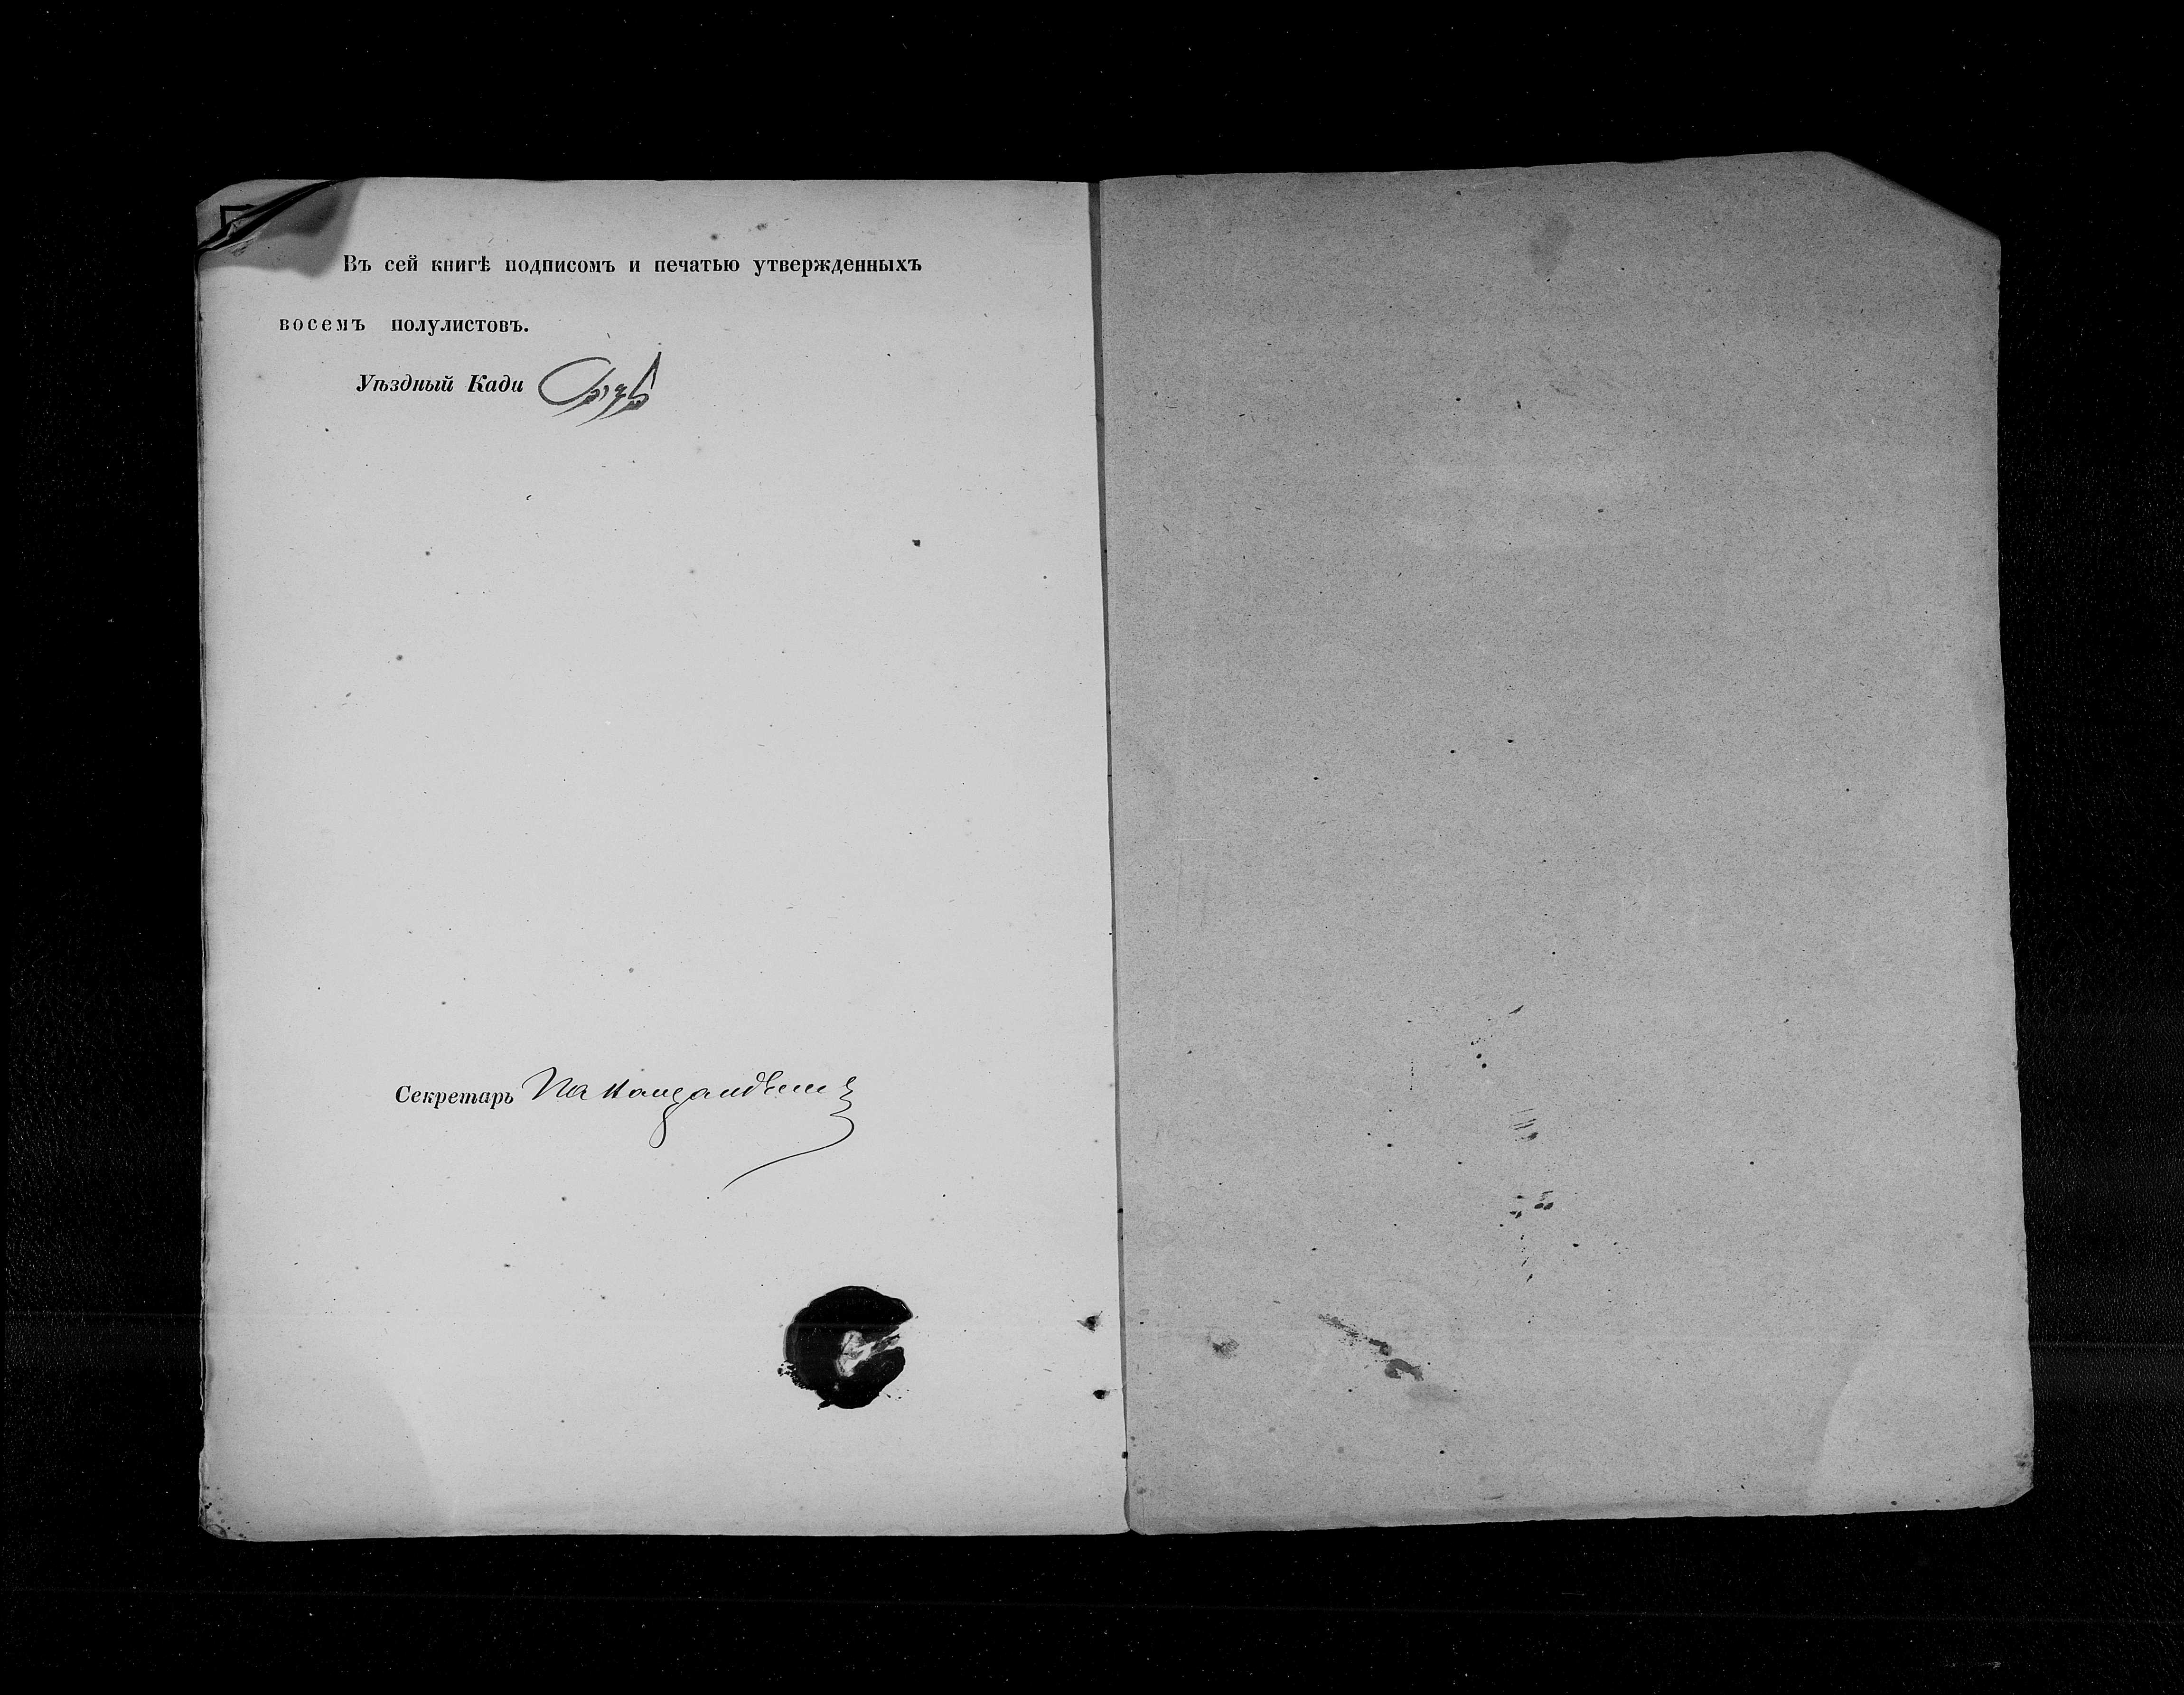 Въ сей книгѣ подписомъ и печатью утвержденныхъ
восемъ полулистовъ.
Уѣздный Кади
Секретарь